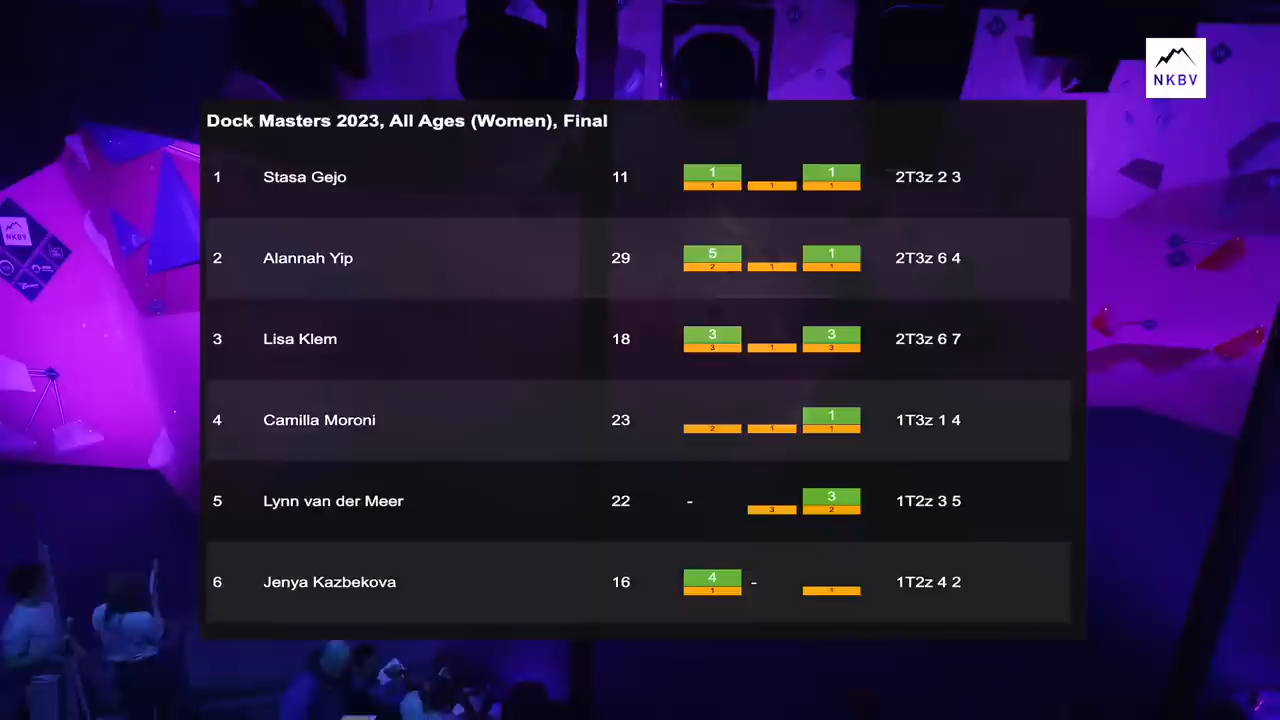 NKBV
Dock Masters 2023, All Ages (Women), Final
1 Stasa Gejo 11 1 1 1 1 1 2T3z 2 3
2 Alannah Yip 29 5 2 1 1 1 2T3z 6 4
3 Lisa Klem 18 3 3 1 3 3 2T3z 6 7
4 Camilla Moroni 23 2 1 1 1 1T3z 1 4
5 Lynn van der Meer 22 - 3 3 2 1T2z 3 5
6 Jenya Kazbekova 16 4 1 - 1 1T2z 4 2
NKBV